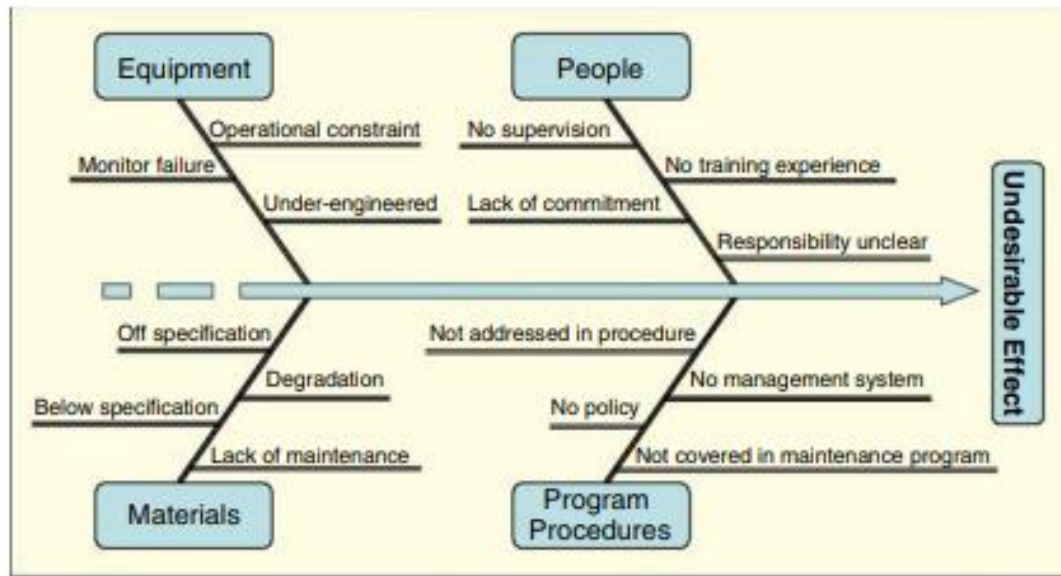 Equipment
People
Operational constraint
No supervision
Monitor failure
No training experience
Under-engineered
Lack of commitment
Responsibility unclear
Undesirable Effect
Off specification
Not addressed in procedure
Degradation
No management system
Below specification
No policy
Lack of maintenance
Not covered in maintenance program
Materials
Program
Procedures